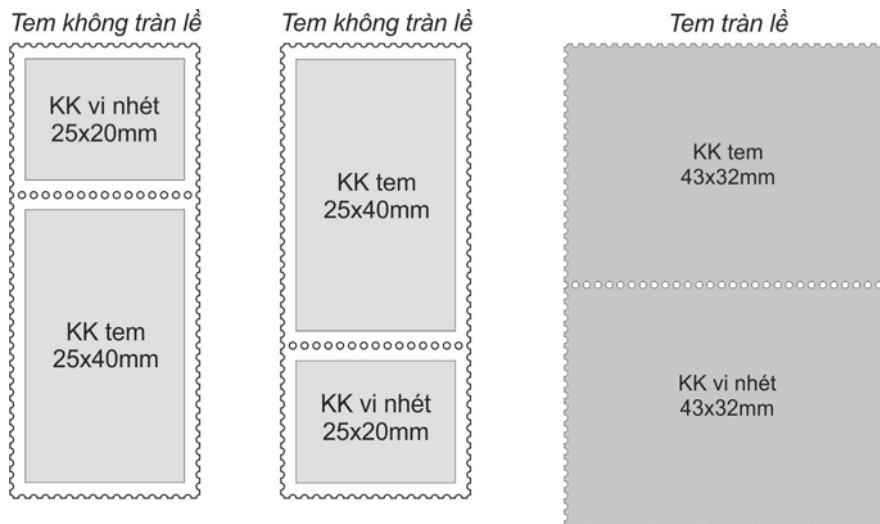 Tem không tràn lề
KK vi nhét
25x20mm
KK tem
25x40mm
Tem không tràn lề
KK tem
25x40mm
KK vi nhét
25x20mm
Tem tràn lề
KK tem
43x32mm
KK vi nhét
43x32mm